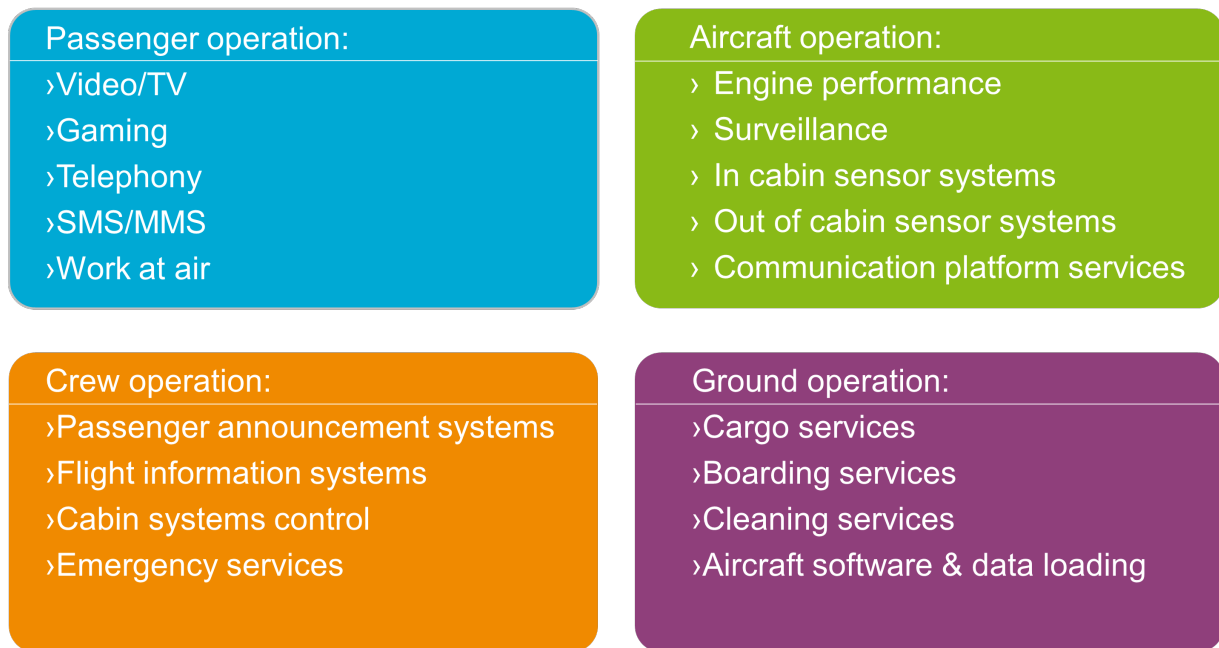 Passenger operation:
›Video/TV
›Gaming
›Telephony
›SMS/MMS
›Work at air
Aircraft operation:
› Engine performance
› Surveillance
› In cabin sensor systems
› Out of cabin sensor systems
› Communication platform services
Crew operation:
›Passenger announcement systems
›Flight information systems
›Cabin systems control
›Emergency services
Ground operation:
›Cargo services
›Boarding services
›Cleaning services
›Aircraft software & data loading